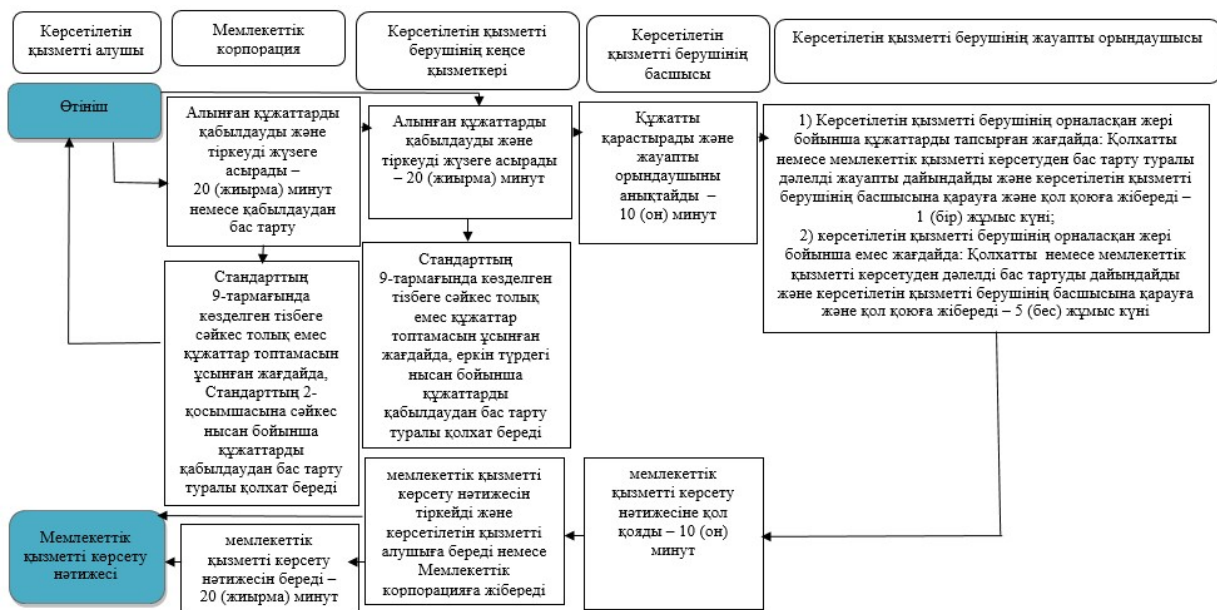 Көрсетілетін
қызметті алушы
Мемлекеттік
корпорация
Көрсетілетін қызметті
берушінің кеңсе
қызметкері
Көрсетілетін
қызметті берушінің
басшысы
Көрсетілетін қызметті берушінің жауапты орындаушысы
Өтініш
Алынған құжаттарды
қабылдауды және
тіркеуді жүзеге
асырады –
20 (жиырма) минут
немесе қабылдаудан
бас тарту
Алынған құжаттарды
қабылдауды және
тіркеуді жүзеге асырады
– 20 (жиырма) минут
Құжатты
қарастырады және
жауапты
орындаушыны
анықтайды –
10 (он) минут
1) Көрсетілетін қызметті берушінің орналасқан жері
бойынша құжаттарды тапсырған жағдайда: Қолхатты
немесе мемлекеттік қызметті көрсетуден бас тарту туралы
дәлелді жауапты дайындайды және көрсетілетін қызметті
берушінің басшысына қарауға және қол қоюға жібереді –
1 (бір) жұмыс күні;
2) көрсетілетін қызметті берушінің орналасқан жері
бойынша емес жағдайда: Қолхатты немесе мемлекеттік
қызметті көрсетуден дәлелді бас тартуды дайындайды
және көрсетілетін қызметті берушінің басшысына қарауға
және қол қоюға жібереді – 5 (бес) жұмыс күні
Стандарттың
9-тармағында
көзделген тізбеге
сәйкес толық емес
құжаттар топтамасын
ұсынған жағдайда,
Стандарттың 2-
қосымшасына сәйкес
нысан бойынша
құжаттарды
қабылдаудан бас тарту
туралы қолхат береді
Стандарттың
9-тармағында көзделген
тізбеге сәйкес толық
емес құжаттар
топтамасын ұсынған
жағдайда, еркін түрдегі
нысан бойынша
құжаттарды
қабылдаудан бас тарту
туралы қолхат береді
Мемлекеттік
қызметті көрсету
нәтижесі
мемлекеттік
қызметті көрсету
нәтижесін береді –
20 (жиырма) минут
мемлекеттік қызметті
көрсету нәтижесін
тіркейді және
көрсетілетін қызметті
алушыға береді немесе
Мемлекеттік
корпорацияға жібереді
мемлекеттік
қызметті көрсету
нәтижесіне қол
қояды – 10 (он)
минут